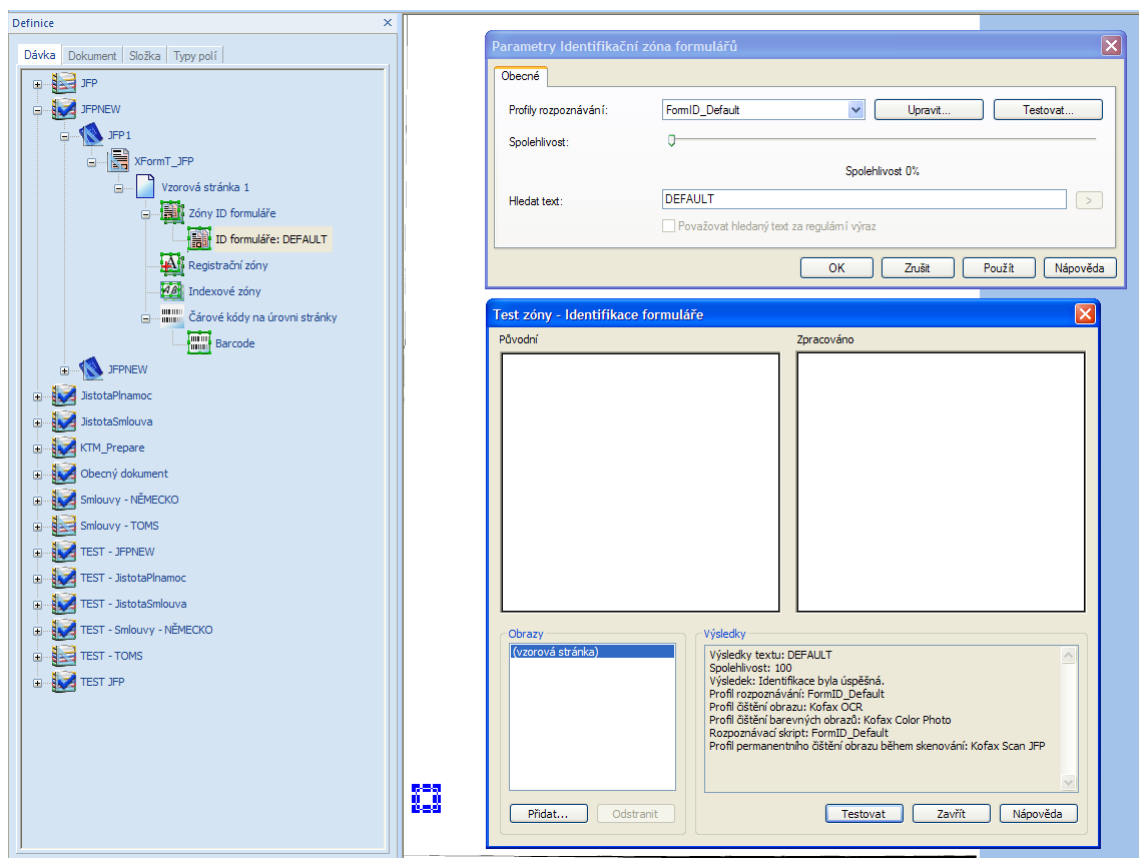 Definice
Dávka Dokument Složka Typy polí
JFP
JFPNEW
JFP1
XFormT_JFP
Vzorová stránka 1
Zóny ID formuláře
ID formuláře: DEFAULT
Registrační zóny
Indexové zóny
Čárové kódy na úrovni stránky
Barcode
JFPNEW
JistotaPlnamoc
JistotaSmlouva
KTM_Prepare
Obecný dokument
Smlouvy - NĚMECKO
Smlouvy - TOMS
TEST - JFPNEW
TEST - JistotaPlnamoc
TEST - JistotaSmlouva
TEST - Smlouvy - NĚMECKO
TEST - TOMS
TEST JFP
Parametry Identifikační zóna formulářů
Obecné
Profily rozpoznávání: FormID_Default Upravit... Testovat...
Spolehlivost:
Spolehlivost 0%
Hledat text: DEFAULT >
Považovat hledaný text za regulární výraz
OK Zrušit Použít Nápověda
Test zóny - Identifikace formuláře
Původní Zpracováno
Obrazy
(vzorová stránka)
Přidat... Odstranit
Výsledky
Výsledky textu: DEFAULT
Spolehlivost: 100
Výsledek: Identifikace byla úspěšná.
Profil rozpoznávání: FormID_Default
Profil čištění obrazu: Kofax OCR
Profil čištění barevných obrazů: Kofax Color Photo
Rozpoznávací skript: FormID_Default
Profil permanentního čištění obrazu během skenování: Kofax Scan JFP
Testovat Zavřít Nápověda